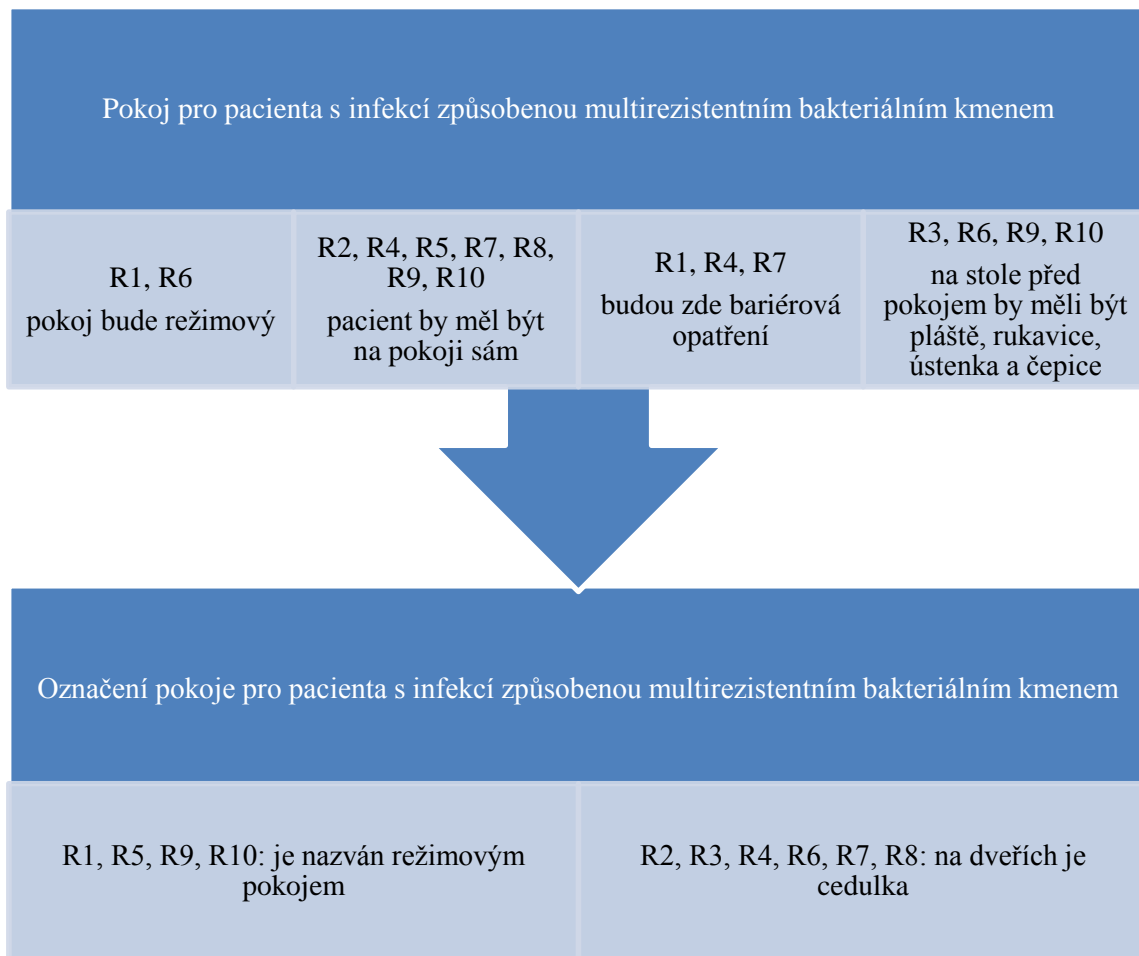 Pokoj pro pacienta s infekcí způsobenou multirezistentním bakteriálním kmenem
R1, R6
pokoj bude režimový
R2, R4, R5, R7, R8,
R9, R10
pacient by měl být
na pokoji sám
R1, R4, R7
budou zde bariérová
opatření
R3, R6, R9, R10
na stole před
pokojem by měli být
pláště, rukavice,
ústenka a čepice
Označení pokoje pro pacienta s infekcí způsobenou multirezistentním bakteriálním kmenem
R1, R5, R9, R10: je nazván režimovým
pokojem
R2, R3, R4, R6, R7, R8: na dveřích je
cedulka